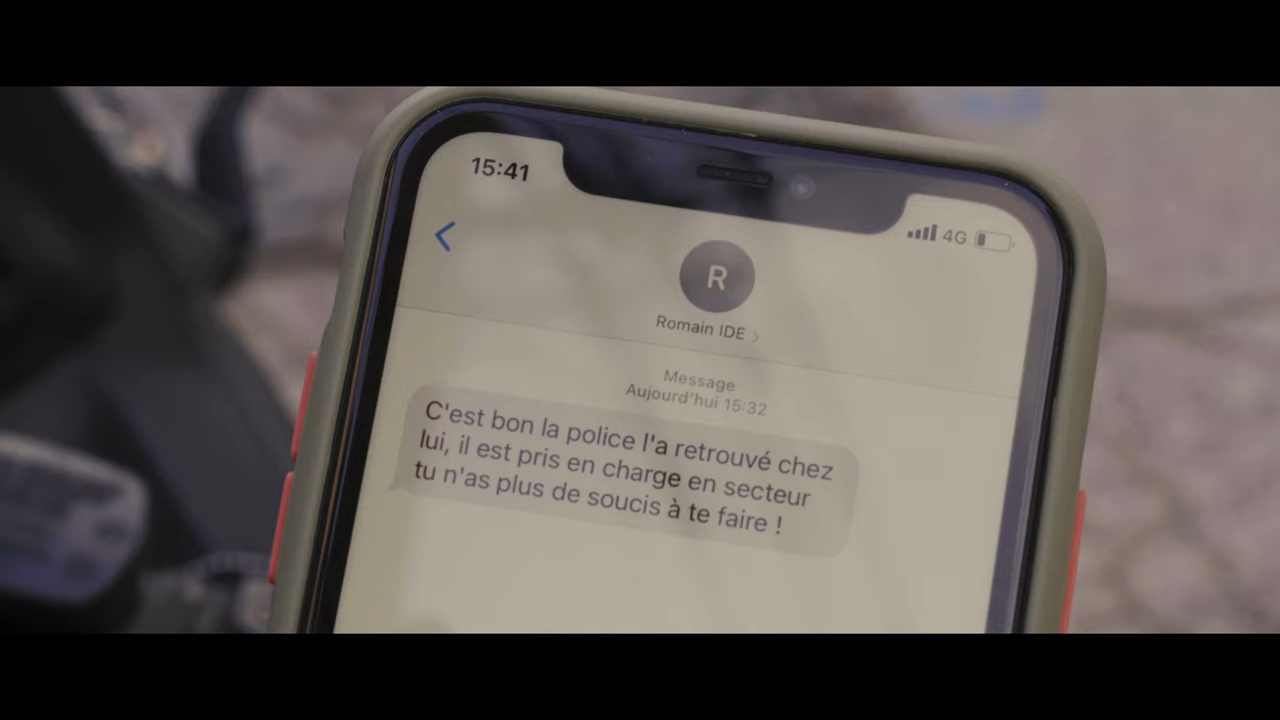 15:41
4G
R
Romain IDE
Message
Aujourd'hui 15:32
C'est bon la police l'a retrouvé chez
lui, il est pris en charge en secteur
tu n'as plus de soucis à te faire !